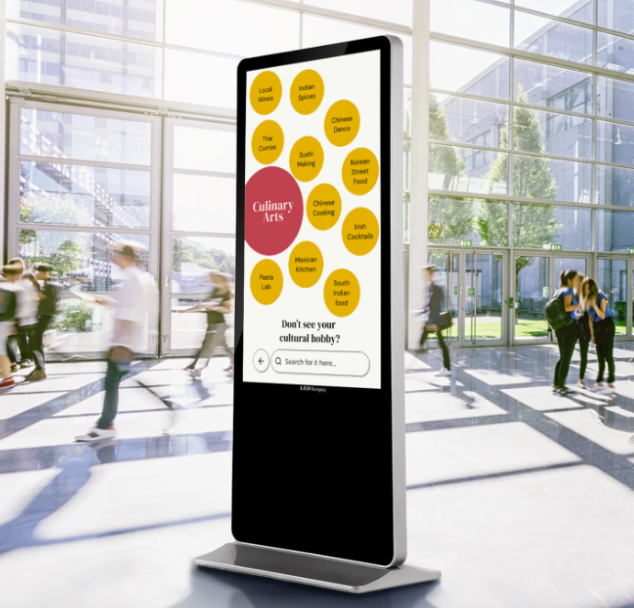 Local
Wines
Indian
Spices
Chinese
Dance
Thai
Curries
Sushi
Making
Korean
Street
Food
Culinary
Arts
Chinese
Cooking
Irish
Cocktails
Mexican
Kitchen
Pasta
Lab
South
Indian
food
Don't see your
cultural hobby?
Search for it here...